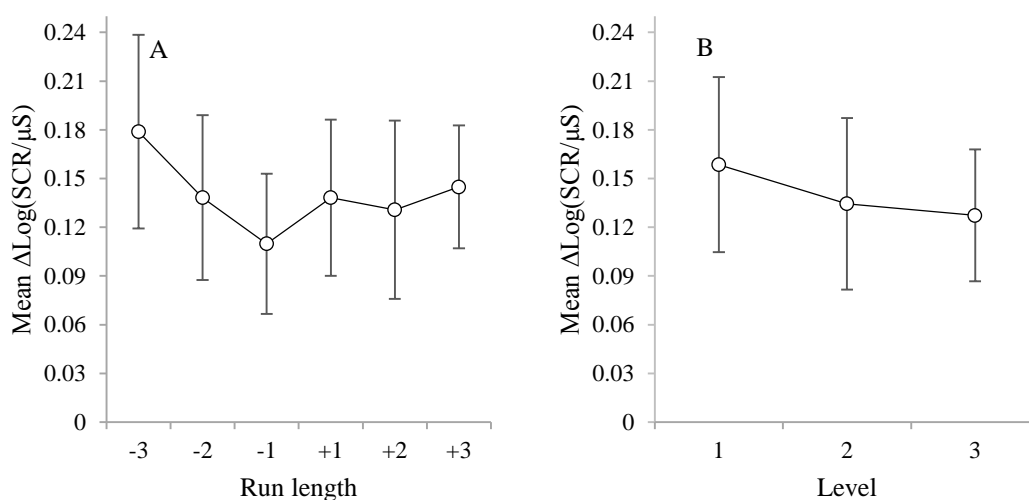 A
Mean ΔLog(SCR/μS)
0.24
0.21
0.18
0.15
0.12
0.09
0.06
0.03
0
-3 -2 -1 +1 +2 +3
Run length
B
Mean ΔLog(SCR/μS)
0.24
0.21
0.18
0.15
0.12
0.09
0.06
0.03
0
1 2 3
Level